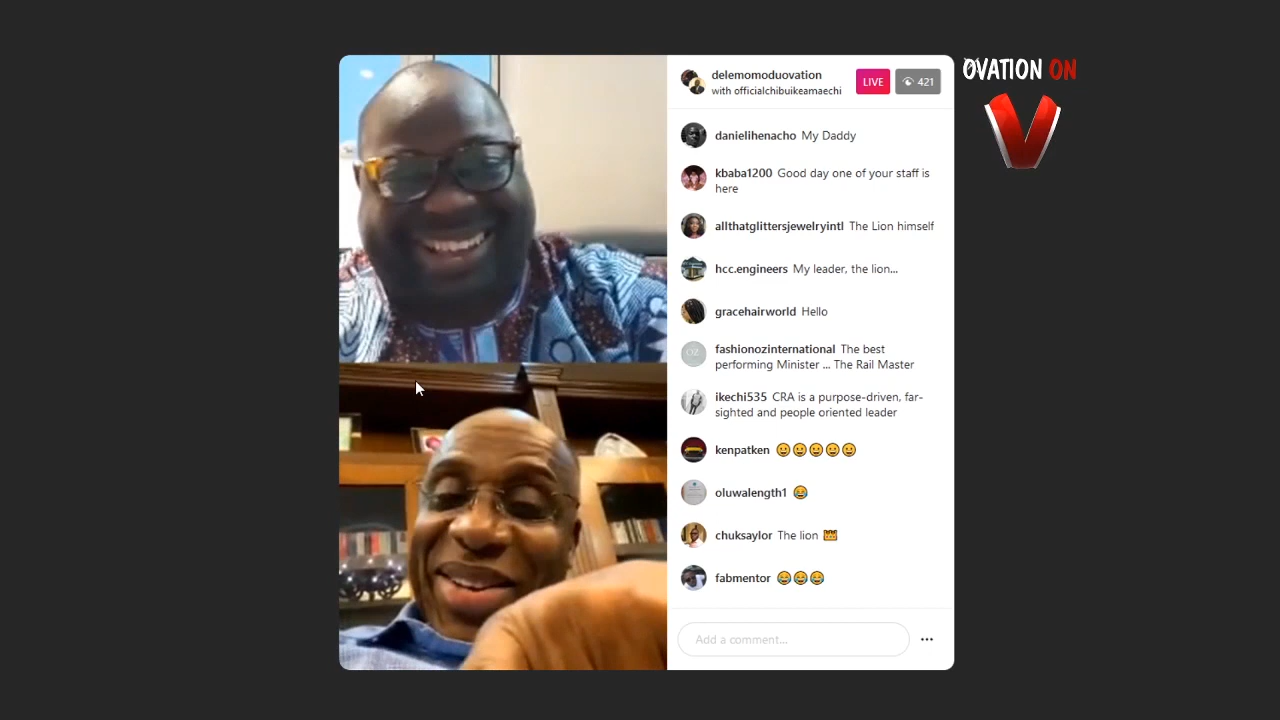 OVATION ON
V
delemomoduovation
with officialchibuikeamaechi
LIVE
421
danielihenacho My Daddy
kbaba1200 Good day one of your staff is
here
allthatglittersjewelryintl The Lion himself
hcc.engineers My leader, the lion...
gracehairworld Hello
OZ
fashionozinternational The best
performing Minister ... The Rail Master
ikechi535 CRA is a purpose-driven, far-
sighted and people oriented leader
kenpatken 🙂🙂🙂🙂🙂
oluwalength1 😂
chuksaylor The lion 👑
fabmentor 😂😂😂
Add a comment...